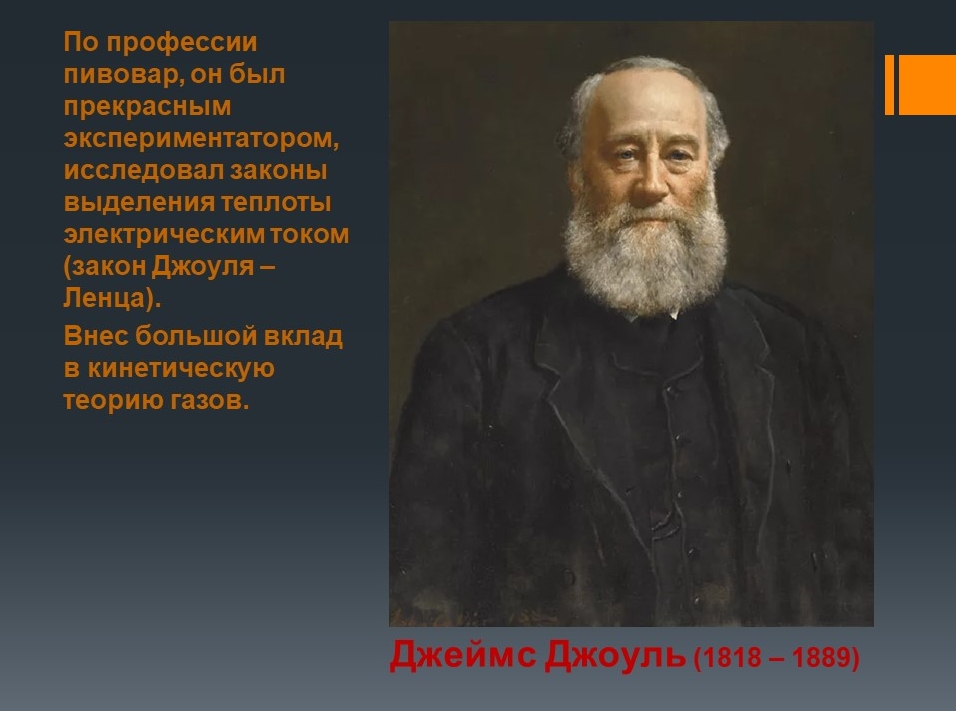 По профессии
пивовар, он был
прекрасным
экспериментатором,
исследовал законы
выделения теплоты
электрическим током
(закон Джоуля –
Ленца).
Внес большой вклад
в кинетическую
теорию газов.
Джеймс Джоуль (1818 – 1889)